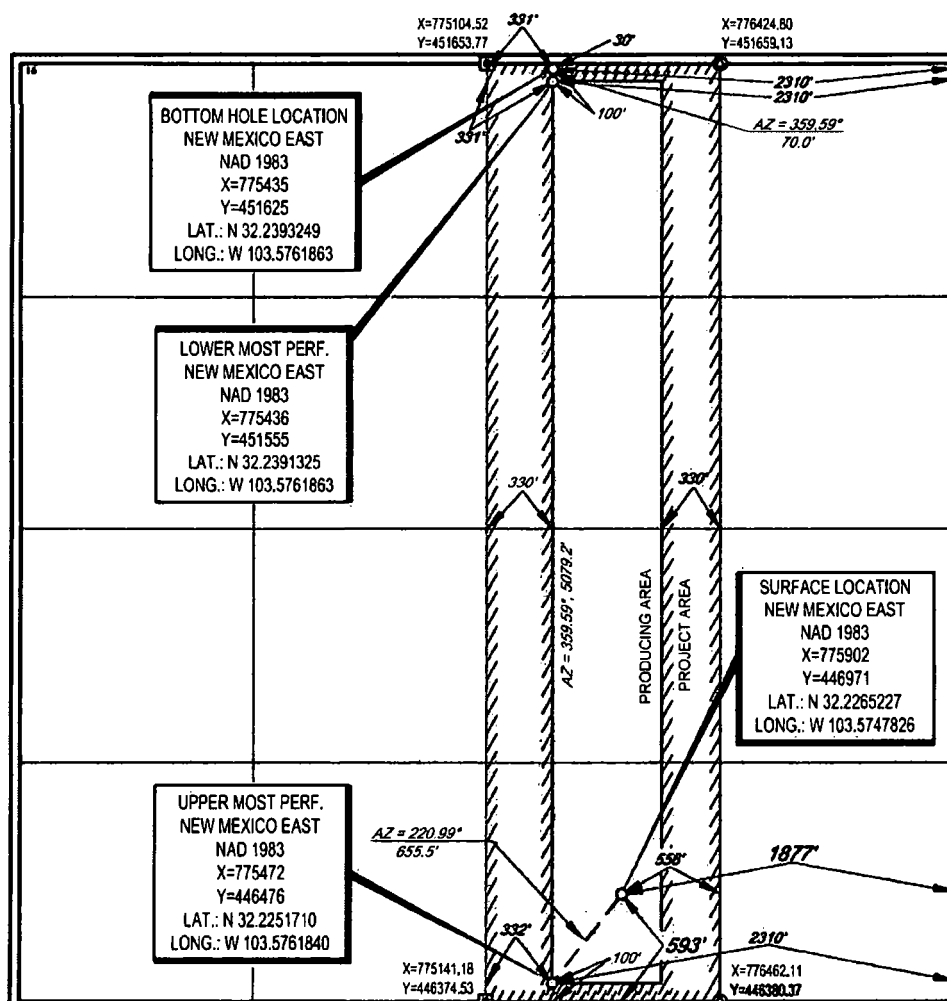 X=775104.52
Y=451653.77
331'
30'
X=776424.60
Y=451659.13
16
2310'
2310'
100'
331'
AZ = 359.59°
70.0'
BOTTOM HOLE LOCATION
NEW MEXICO EAST
NAD 1983
X=775435
Y=451625
LAT.: N 32.2393249
LONG.: W 103.5761863
LOWER MOST PERF.
NEW MEXICO EAST
NAD 1983
X=775436
Y=451555
LAT.: N 32.2391325
LONG.: W 103.5761863
330'
330'
AZ = 359.59°, 5079.2'
PRODUCING AREA
PROJECT AREA
SURFACE LOCATION
NEW MEXICO EAST
NAD 1983
X=775902
Y=446971
LAT.: N 32.2265227
LONG.: W 103.5747826
UPPER MOST PERF.
NEW MEXICO EAST
NAD 1983
X=775472
Y=446476
LAT.: N 32.2251710
LONG.: W 103.5761840
AZ = 220.99°
655.5'
558'
1877'
332'
593'
100'
2310'
X=775141.18
Y=446374.53
X=776462.11
Y=446380.37